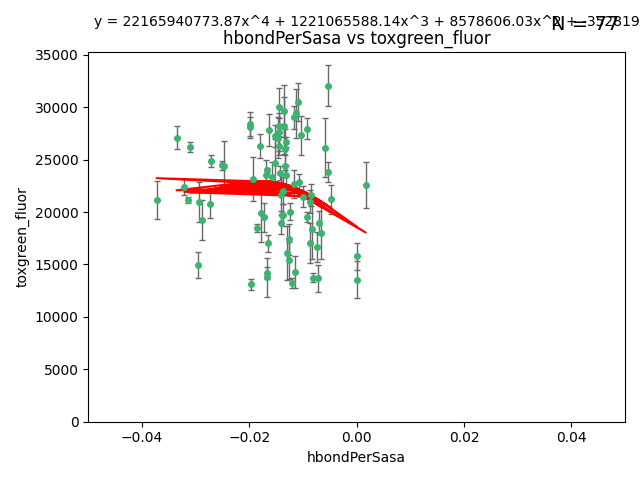 y = 22165940773.87x^4 + 1221065588.14x^3 + 8578606.03x^2 + -352819
N = 77
hbondPerSasa vs toxgreen_fluor
35000
30000
25000
20000
15000
10000
5000
0
toxgreen_fluor
−0.04 −0.02 0.00 0.02 0.04
hbondPerSasa